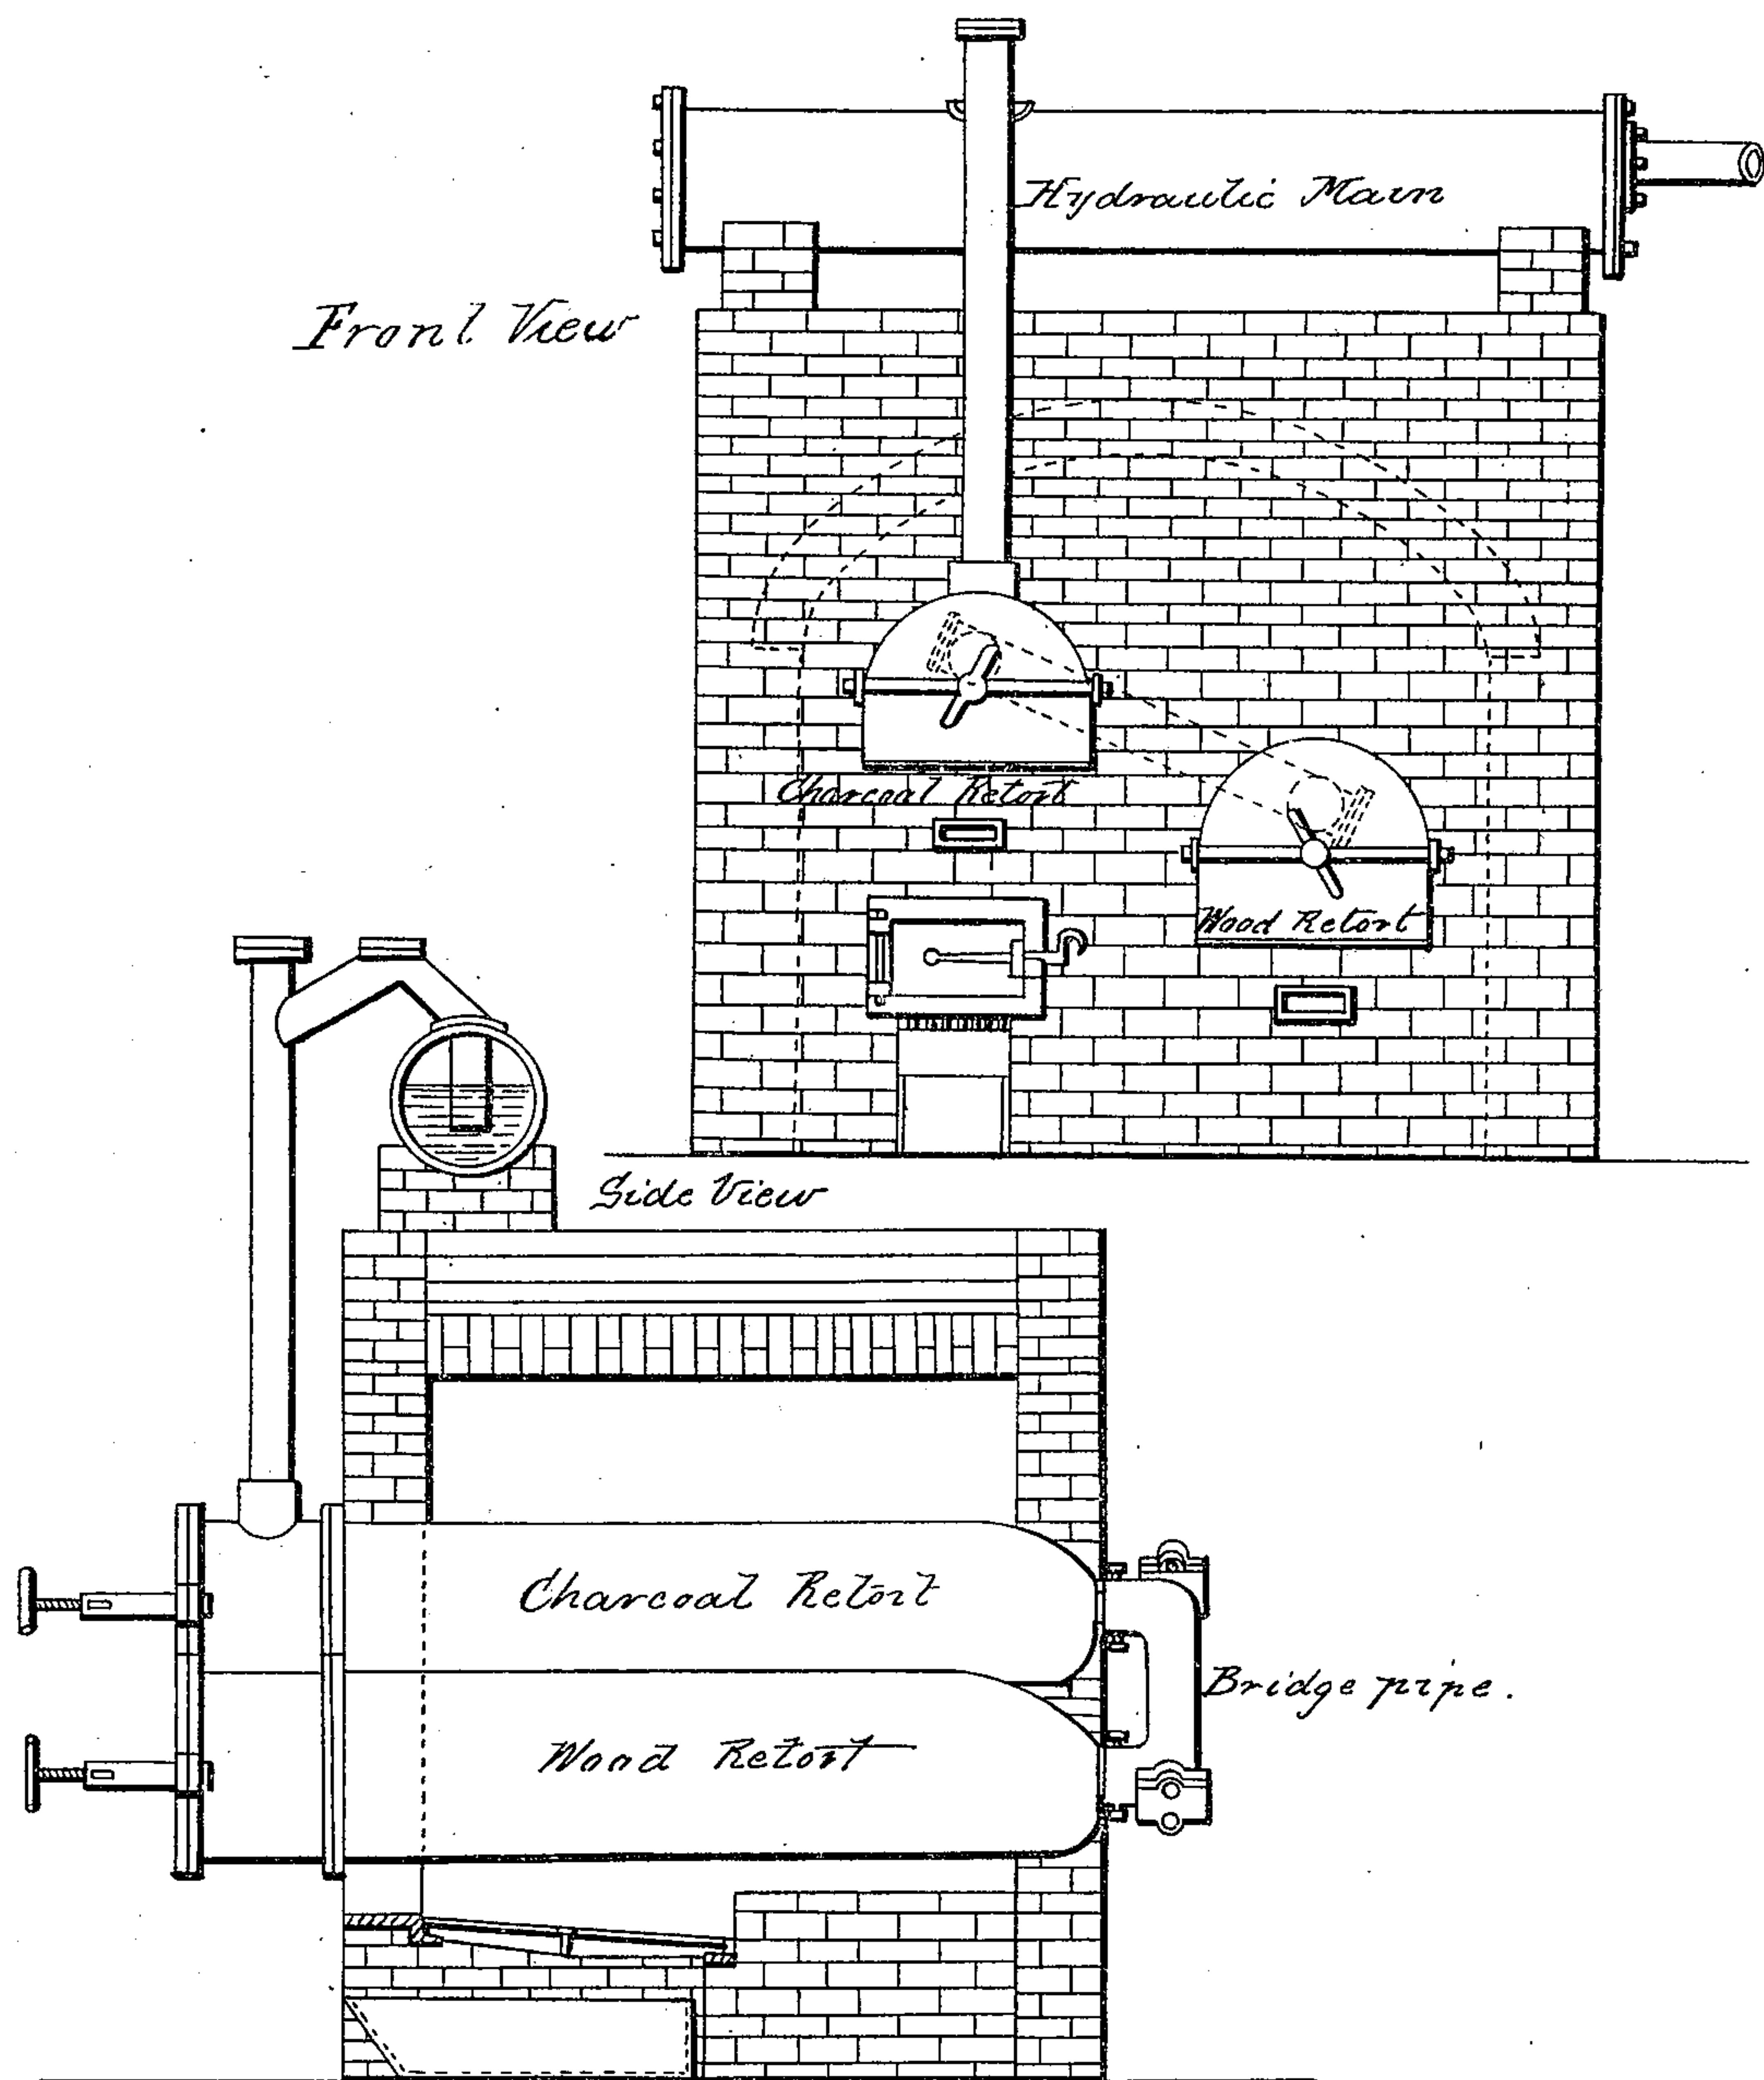 Hydraulic Main
Front View
Charcoal Retort
Wood Retort
Side View
Charcoal Retort
Bridge pipe.
Wood Retort